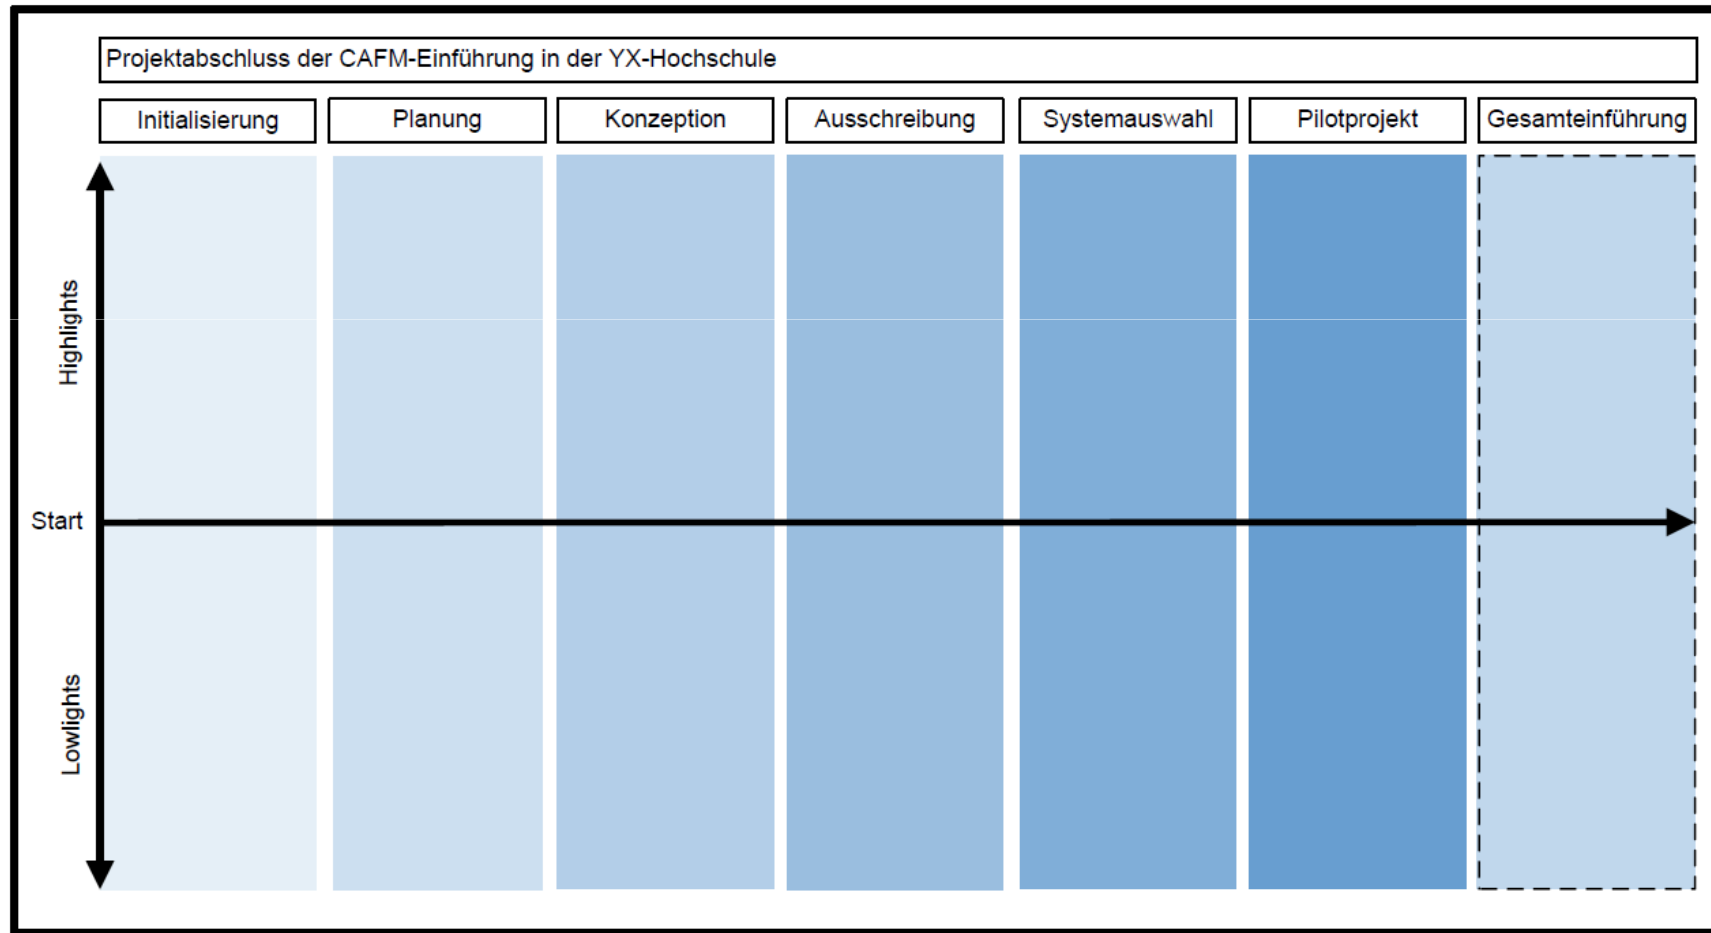 Projektabschluss der CAFM-Einführung in der YX-Hochschule
Initialisierung
Planung
Konzeption
Ausschreibung
Systemauswahl
Pilotprojekt
Gesamteinführung
Highlights
Start
Lowlights